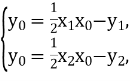 y₀ = ½x₁x₀−y₁,
y₀ = ½x₂x₀−y₂,